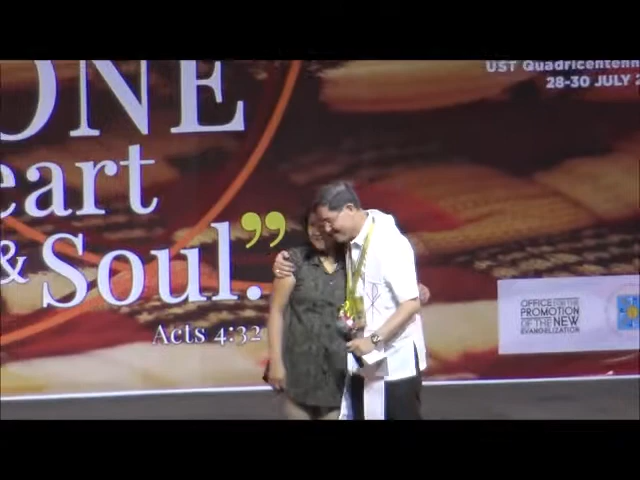 UST Quadricentenn
28-30 JULY 2
ONE
eart
& Soul.”
Acts 4:32
OFFICE FOR THE
PROMOTION
OF THE NEW
EVANGELIZATION